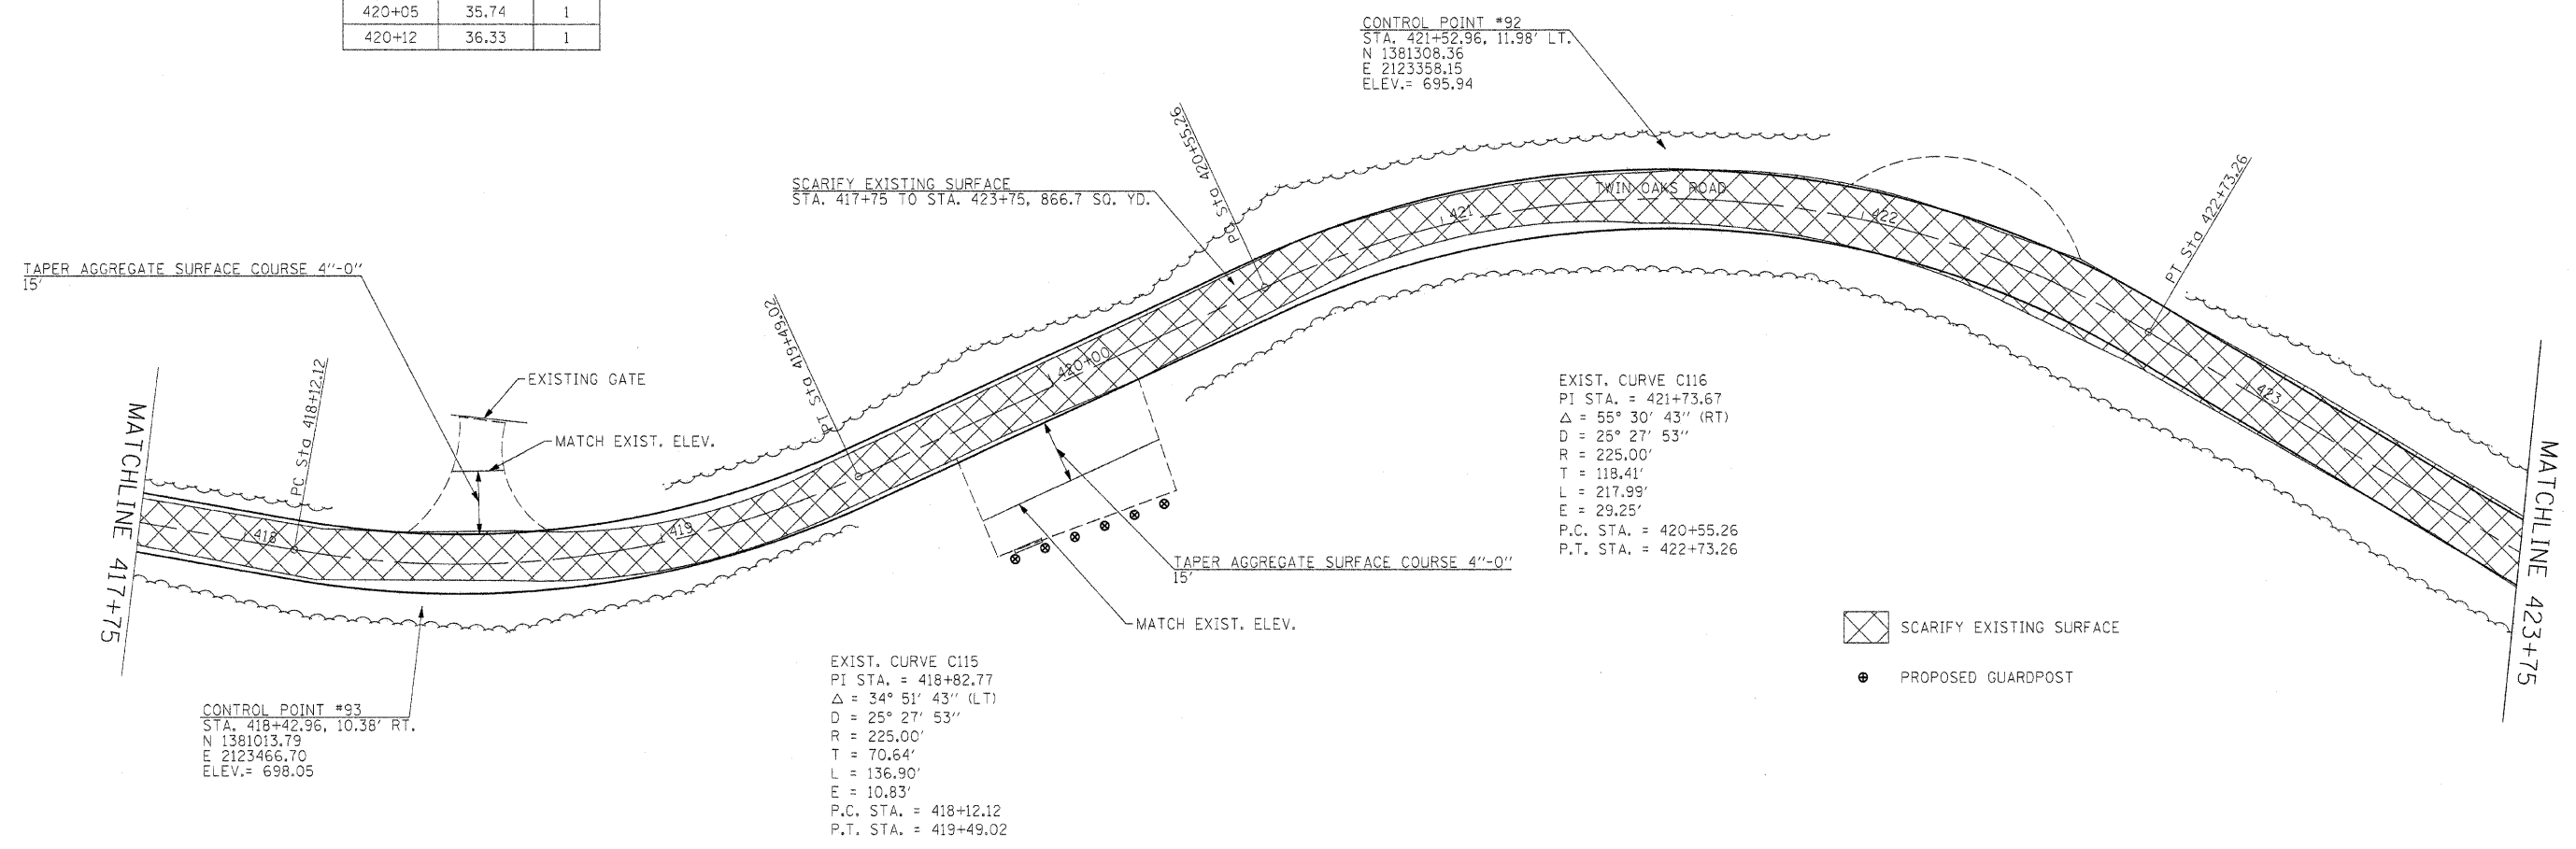 420+05 35.74 1
420+12 36.33 1
CONTROL POINT #92
STA. 421+52.96, 11.98' LT.
N 1381308.36
E 2123358.15
ELEV.= 695.94
PC Sta 420+55.26
SCARIFY EXISTING SURFACE
STA. 417+75 TO STA. 423+75, 866.7 SQ. YD.
TWIN OAKS ROAD
421
422
PT Sta 422+73.26
TAPER AGGREGATE SURFACE COURSE 4"-0"
15'
PT Sta 419+49.02
420+00
PC Sta 418+12.12
EXISTING GATE
MATCH EXIST. ELEV.
MATCHLINE 417+75
418
419
423
MATCHLINE 423+75
EXIST. CURVE C116
PI STA. = 421+73.67
Δ = 55° 30' 43" (RT)
D = 25° 27' 53"
R = 225.00'
T = 118.41'
L = 217.99'
E = 29.25'
P.C. STA. = 420+55.26
P.T. STA. = 422+73.26
TAPER AGGREGATE SURFACE COURSE 4"-0"
15'
MATCH EXIST. ELEV.
SCARIFY EXISTING SURFACE
PROPOSED GUARDPOST
EXIST. CURVE C115
PI STA. = 418+82.77
Δ = 34° 51' 43" (LT)
D = 25° 27' 53"
R = 225.00'
T = 70.64'
L = 136.90'
E = 10.83'
P.C. STA. = 418+12.12
P.T. STA. = 419+49.02
CONTROL POINT #93
STA. 418+42.96, 10.38' RT.
N 1381013.79
E 2123466.70
ELEV.= 698.05